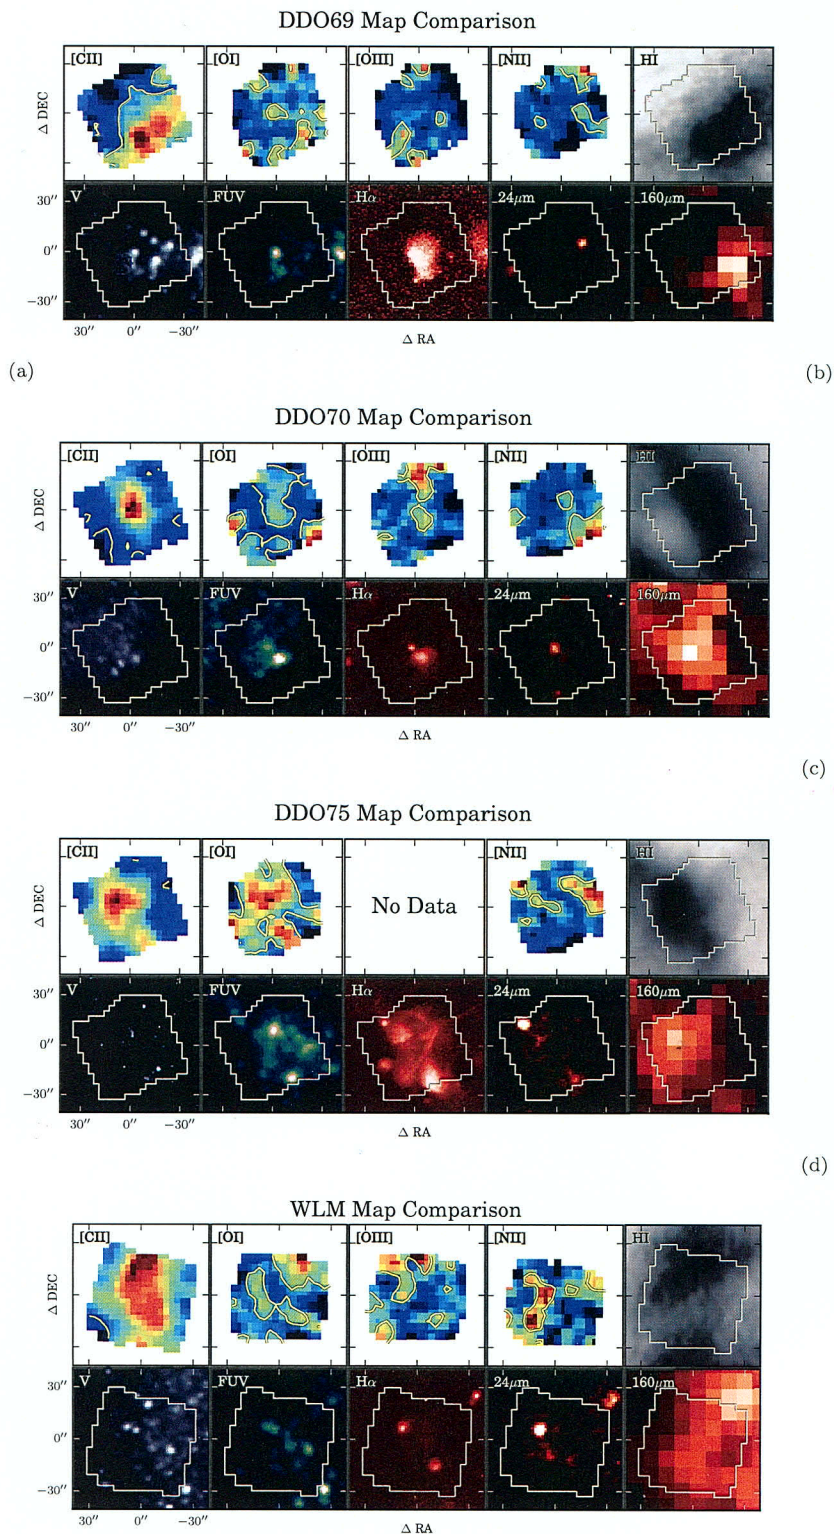 DDO69 Map Comparison
[CII] [OI] [OIII] [NII] HI
Δ DEC
V FUV Hα 24μm 160μm
30″
0″
−30″
30″ 0″ −30″
Δ RA
(a) (b)
DDO70 Map Comparison
[CII] [OI] [OIII] [NII] HI
Δ DEC
V FUV Hα 24μm 160μm
30″
0″
−30″
30″ 0″ −30″
Δ RA
(c)
DDO75 Map Comparison
[CII] [OI] [NII] HI
Δ DEC
No Data
V FUV Hα 24μm 160μm
30″
0″
−30″
30″ 0″ −30″
Δ RA
(d)
WLM Map Comparison
[CII] [OI] [OIII] [NII] HI
Δ DEC
V FUV Hα 24μm 160μm
30″
0″
−30″
30″ 0″ −30″
Δ RA